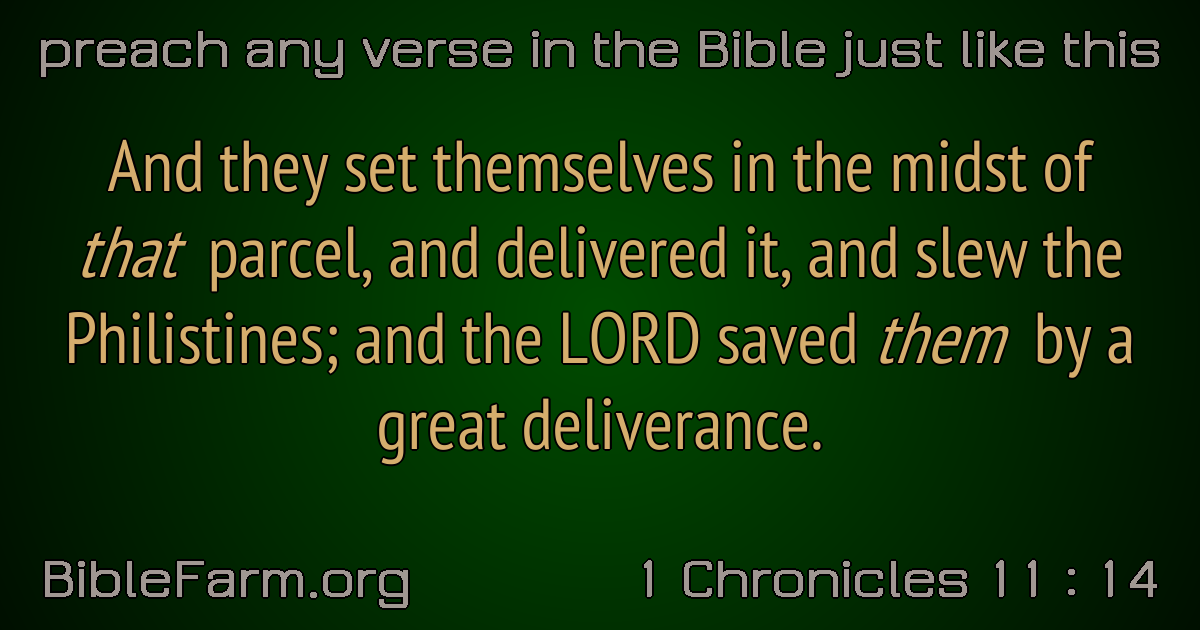 preach any verse in the Bible just like this
And they set themselves in the midst of
that parcel, and delivered it, and slew the
Philistines; and the LORD saved them by a
great deliverance.
BibleFarm.org
1 Chronicles 11 : 14